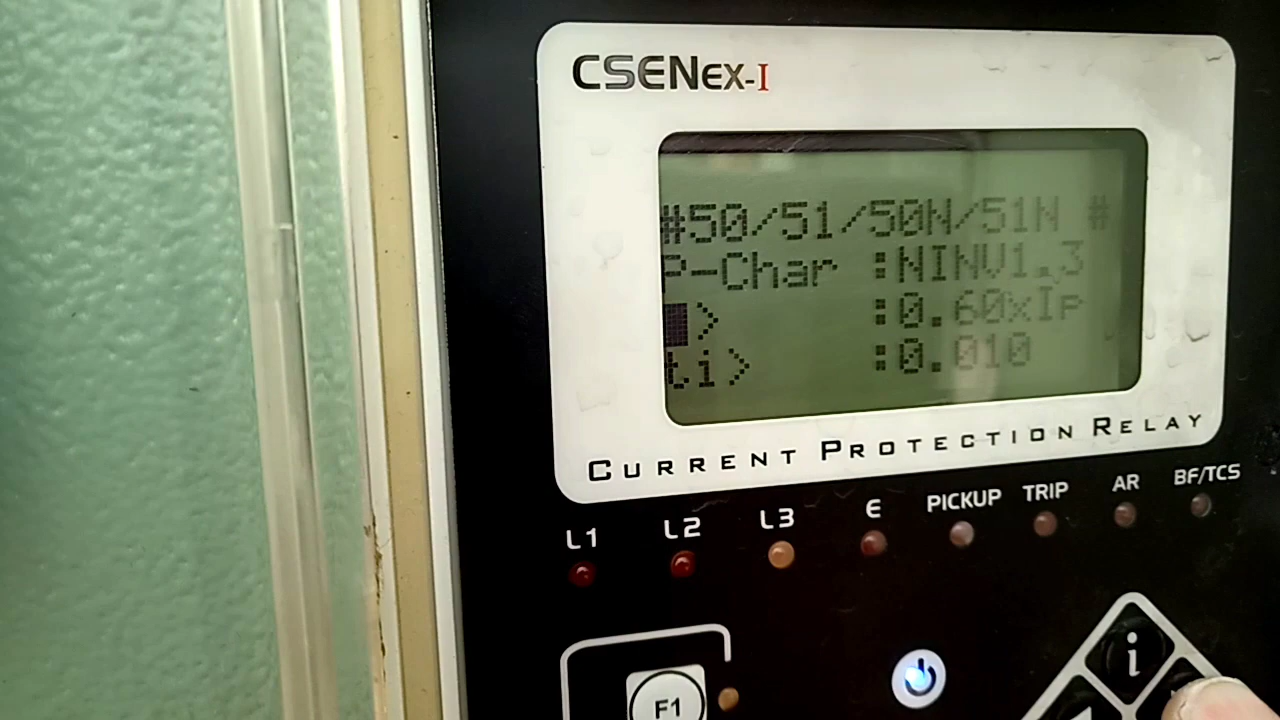 CSENEX-I
#50/51/50N/51N #
P-Char :NINV1.3
> :0.60xIp
ti> :0.010
CURRENT PROTECTION RELAY
L1 L2 L3 E PICKUP TRIP AR BF/TCS
i
F1